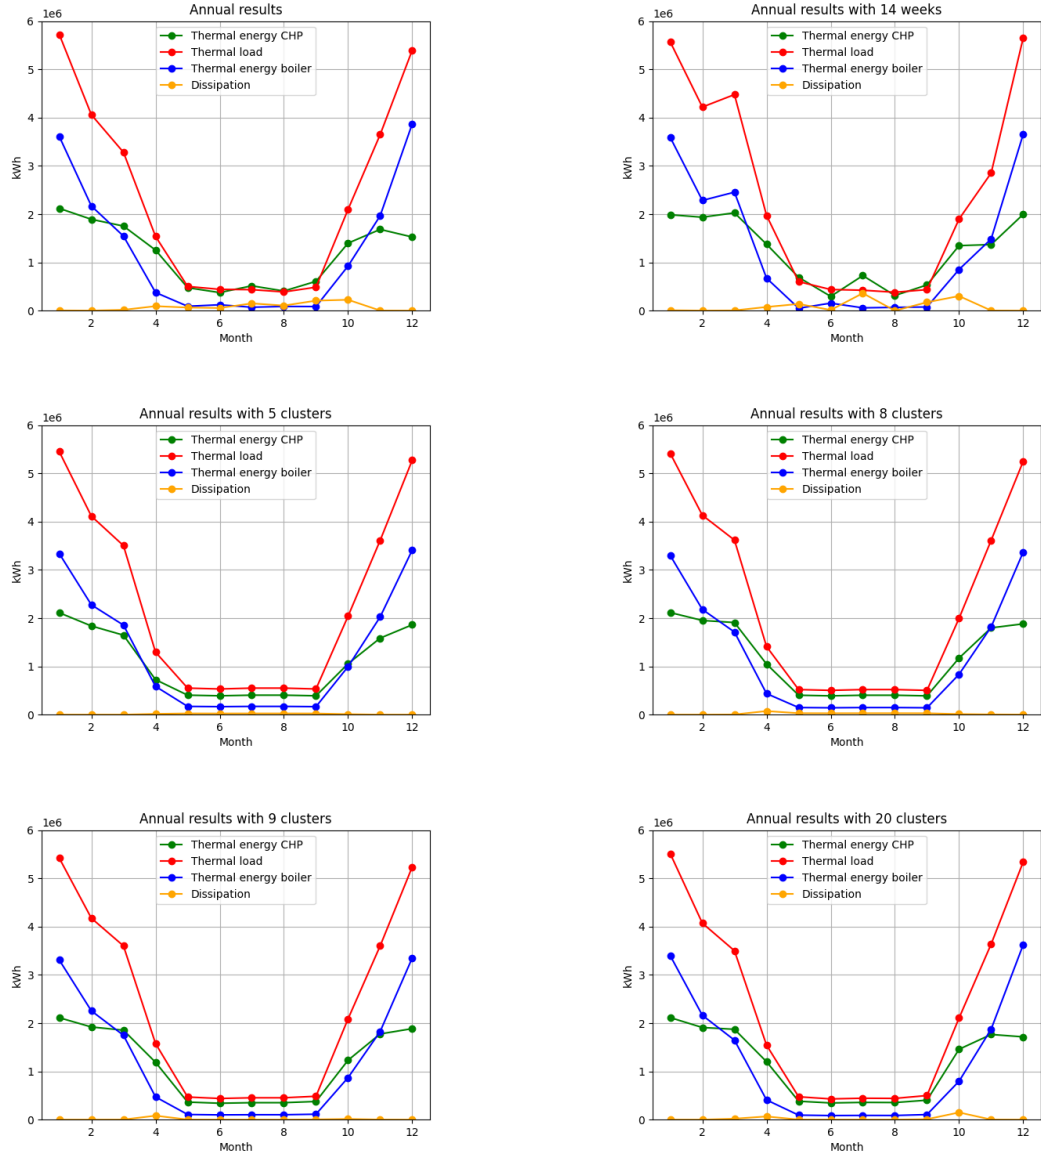 Annual results
1e6
6
5
4
3
2
1
0
kWh
Thermal energy CHP
Thermal load
Thermal energy boiler
Dissipation
2 4 6 8 10 12
Month
Annual results with 14 weeks
1e6
6
5
4
3
2
1
0
kWh
Thermal energy CHP
Thermal load
Thermal energy boiler
Dissipation
2 4 6 8 10 12
Month
Annual results with 5 clusters
1e6
6
5
4
3
2
1
0
kWh
Thermal energy CHP
Thermal load
Thermal energy boiler
Dissipation
2 4 6 8 10 12
Month
Annual results with 8 clusters
1e6
6
5
4
3
2
1
0
kWh
Thermal energy CHP
Thermal load
Thermal energy boiler
Dissipation
2 4 6 8 10 12
Month
Annual results with 9 clusters
1e6
6
5
4
3
2
1
0
kWh
Thermal energy CHP
Thermal load
Thermal energy boiler
Dissipation
2 4 6 8 10 12
Month
Annual results with 20 clusters
1e6
6
5
4
3
2
1
0
kWh
Thermal energy CHP
Thermal load
Thermal energy boiler
Dissipation
2 4 6 8 10 12
Month